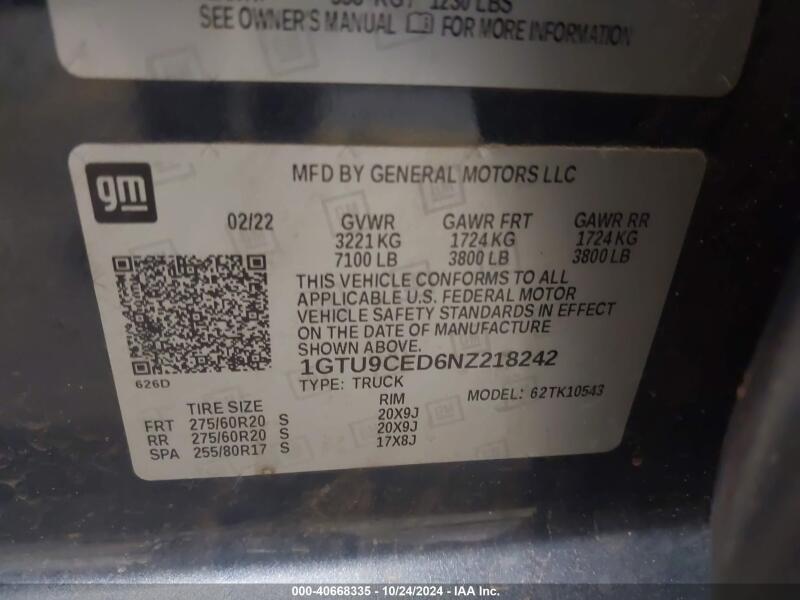 KG / 1230 LBS
SEE OWNER'S MANUAL FOR MORE INFORMATION
gm
MFD BY GENERAL MOTORS LLC
02/22 GVWR GAWR FRT GAWR RR
3221 KG 1724 KG 1724 KG
7100 LB 3800 LB 3800 LB
THIS VEHICLE CONFORMS TO ALL
APPLICABLE U.S. FEDERAL MOTOR
VEHICLE SAFETY STANDARDS IN EFFECT
ON THE DATE OF MANUFACTURE
SHOWN ABOVE.
1GTU9CED6NZ218242
626D
TYPE: TRUCK MODEL: 62TK10543
TIRE SIZE RIM
FRT 275/60R20 S 20X9J
RR 275/60R20 S 20X9J
SPA 255/80R17 S 17X8J
000-40668335 - 10/24/2024 - IAA Inc.